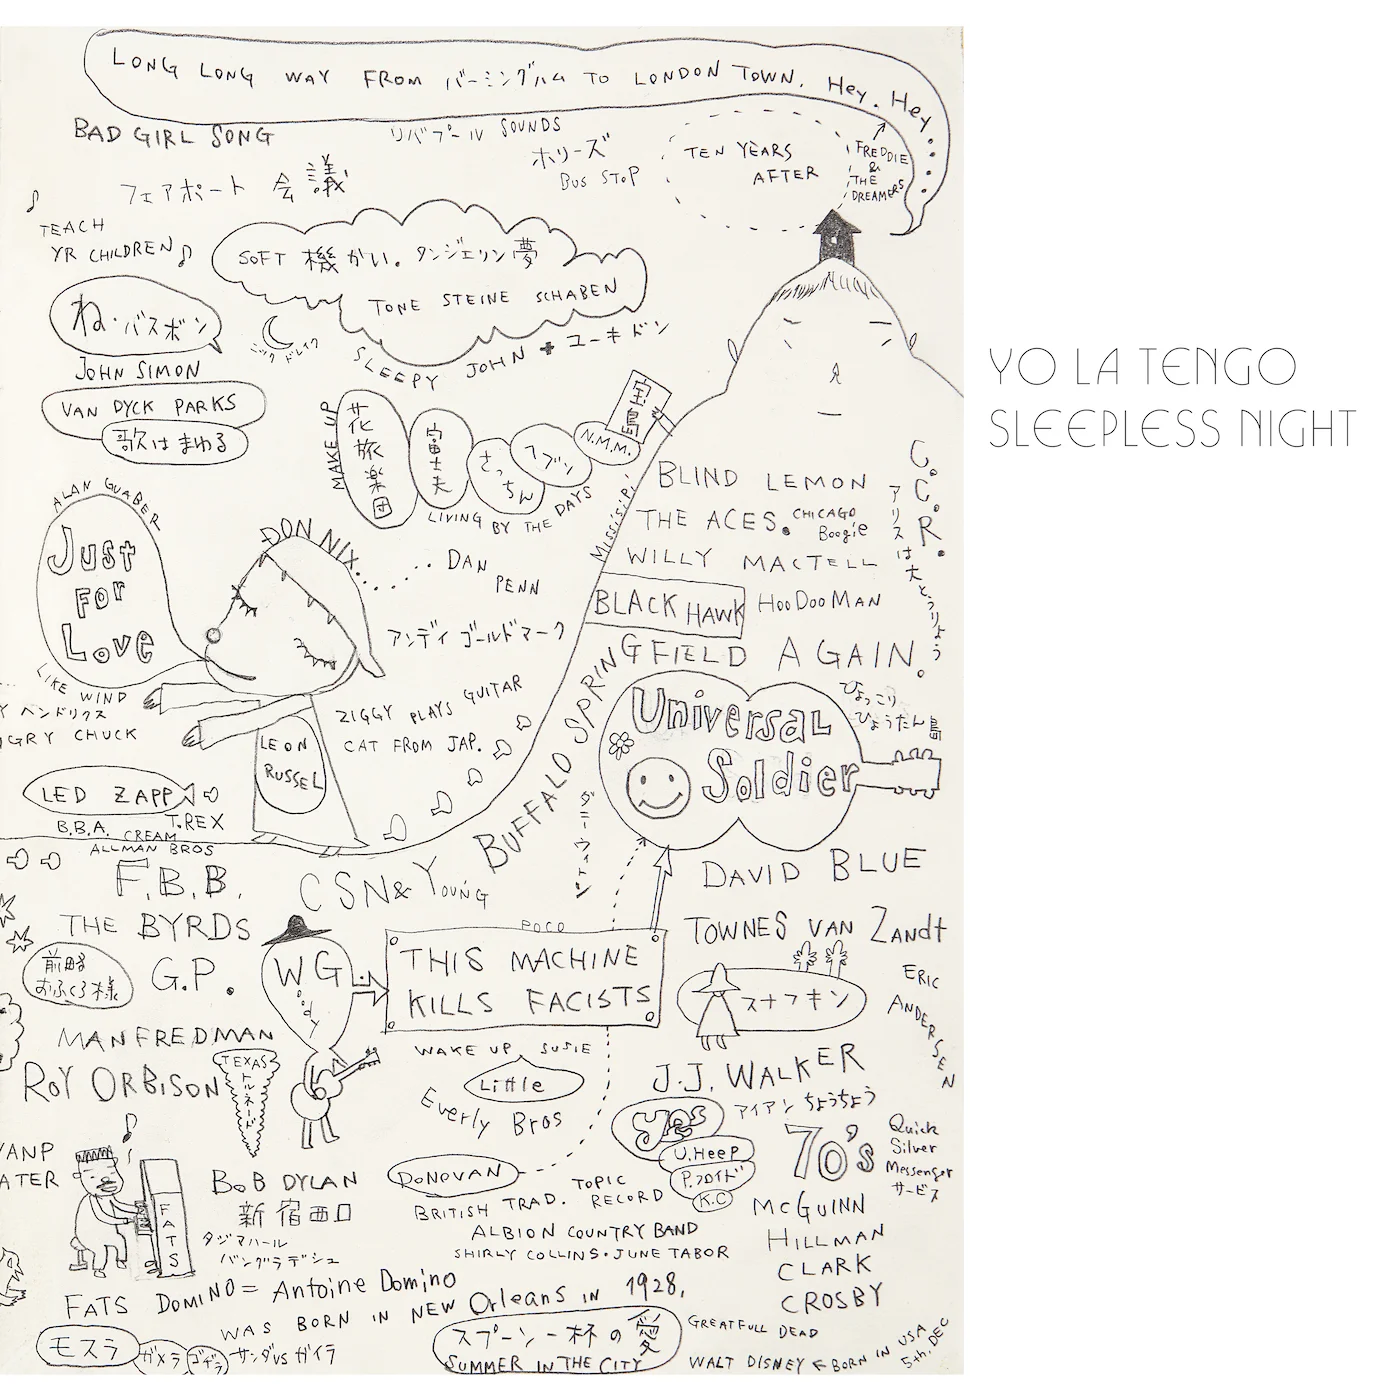 LONG LONG WAY FROM バーミングハム TO LONDON TOWN. Hey. Hey.....
BAD GIRL SONG
リバプール SOUNDS
ホリーズ
BUS STOP
TEN YEARS
AFTER
FREDDIE
&
THE
DREAMERS
フェアポート 会議
TEACH
YR CHILDREN
SOFT 機かい。タンジェリン夢
TONE STEINE SCHABEN
ね・バスボン
ニック ドレイク
SLEEPY JOHN + ユーキドン
JOHN SIMON
VAN DYCK PARKS
歌はまわる
YO LA TENGO
SLEEPLESS NIGHT
MAKE UP
花旅楽団
富士夫
さっちん
ヘブン
N.M.M.
宝島
LIVING BY THE DAYS
Mississipi
BLIND LEMON
THE ACES. CHICAGO
Boogie
WILLY MACTELL
BLACK HAWK HooDooMAN
C.C.R.
アリスは大とうりょう
ALAN GUABER
Just
For
Love
DON NIX....... DAN
PENN
アンディ ゴールドマーク
BUFFALO SPRINGFIELD AGAIN.
LIKE WIND
Y ヘンドリクス
GRY CHUCK
ZIGGY PLAYS GUITAR
CAT FROM JAP.
LEON
RUSSEL
Universal
Soldier
ひょっこり
ひょうたん島
LED ZAPP
T.REX
B.B.A. CREAM
ALLMAN BROS
ダニーウィトン
F.B.B.
CSN& YOUNG
DAVID BLUE
THE BYRDS
POCO
TOWNES VAN Zandt
前略
おふくろ様
G.P.
WG
oody
THIS MACHINE
KILLS FACISTS
スナフキン
ERIC
ANDERSEN
MANFREDMAN
WAKE UP SUSIE
Little
Everly Bros
J.J. WALKER
ROY ORBISON
TEXAS
トルネード
アイアン ちょうちょう
yes
U.HEEP
P.フロイド
K.C
70's
Quick
Silver
Messenger
サービス
VANP
ATER
FATS
BOB DYLAN
新宿西口
タジマハール
バングラデシュ
DONOVAN
BRITISH TRAD.
TOPIC
RECORD
ALBION COUNTRY BAND
SHIRLY COLLINS・JUNE TABOR
MCGUINN
HILLMAN
CLARK
CROSBY
FATS DOMINO = Antoine Domino
WAS BORN IN NEW Orleans IN 1928,
モスラ
ガメラ
ゴヂラ
サンダvsガイラ
スプーン一杯の愛
SUMMER IN THE CITY
GREATFULL DEAD
WALT DISNEY ← BORN IN USA
5th. DEC